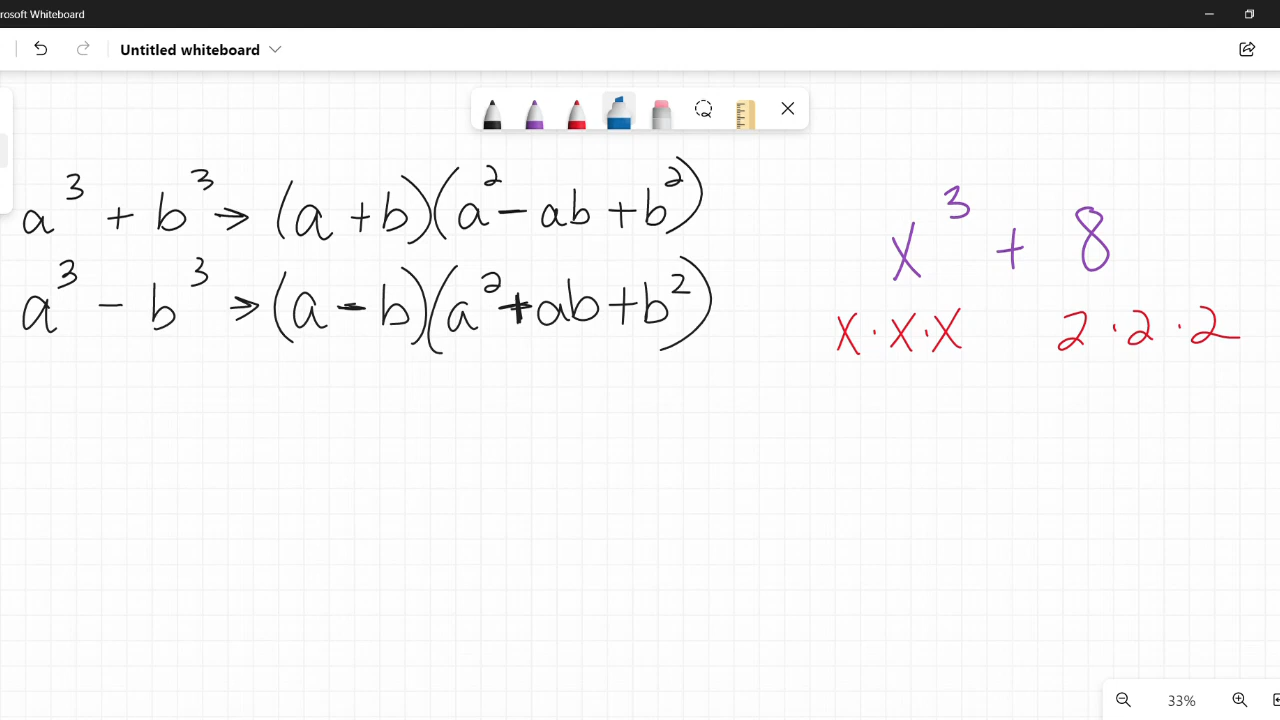 rosoft Whiteboard
Untitled whiteboard
a³ + b³ → (a + b)(a² - ab + b²)
a³ - b³ → (a - b)(a² + ab + b²)
x³ + 8
x · x · x 2 · 2 · 2
33%